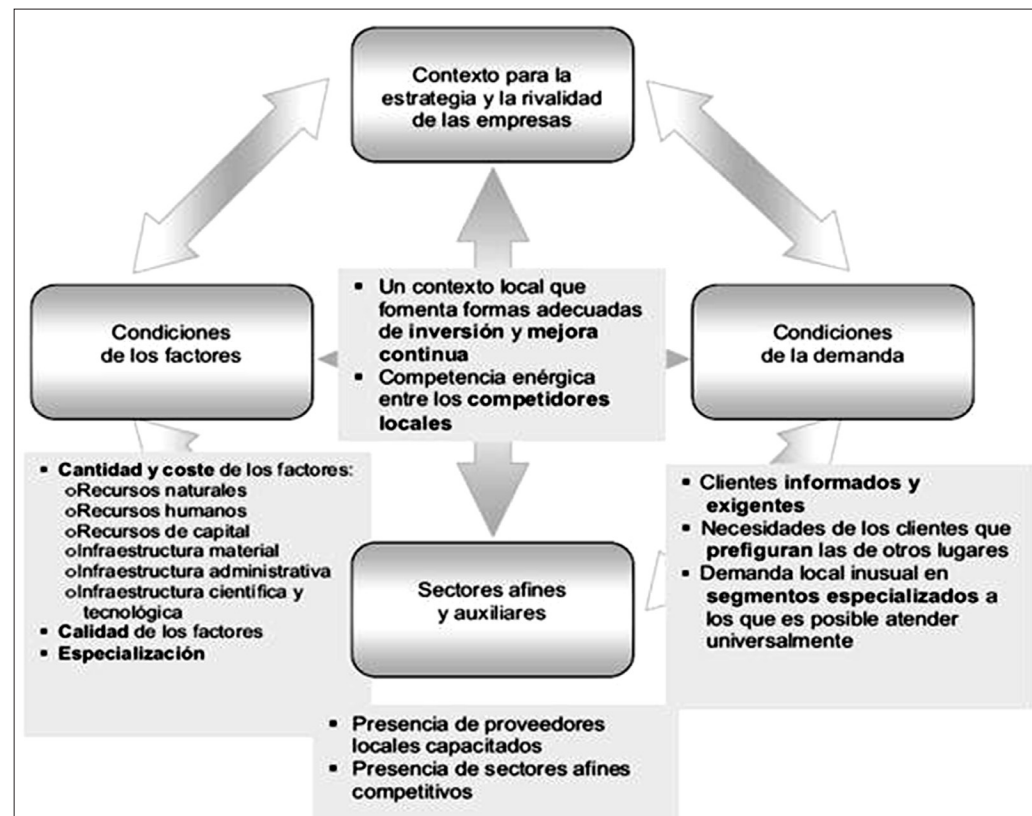 Contexto para la
estrategia y la rivalidad
de las empresas
Condiciones
de los factores
▪ Un contexto local que
fomenta formas adecuadas
de inversión y mejora
continua
▪ Competencia enérgica
entre los competidores
locales
Condiciones
de la demanda
▪ Cantidad y coste de los factores:
oRecursos naturales
oRecursos humanos
oRecursos de capital
oInfraestructura material
oInfraestructura administrativa
oInfraestructura científica y
tecnológica
▪ Calidad de los factores
▪ Especialización
Sectores afines
y auxiliares
▪ Clientes informados y
exigentes
▪ Necesidades de los clientes que
prefiguran las de otros lugares
▪ Demanda local inusual en
segmentos especializados a
los que es posible atender
universalmente
▪ Presencia de proveedores
locales capacitados
▪ Presencia de sectores afines
competitivos